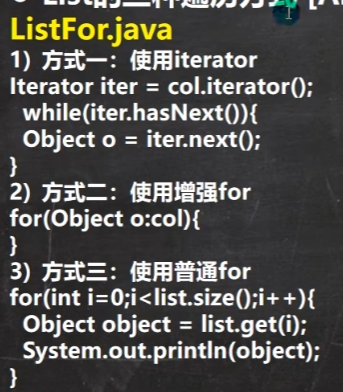 List的三种遍历方式 [A
ListFor.java
1) 方式一：使用iterator
Iterator iter = col.iterator();
while(iter.hasNext()){
Object o = iter.next();
}
2) 方式二：使用增强for
for(Object o:col){
}
3) 方式三：使用普通for
for(int i=0;i<list.size();i++){
Object object = list.get(i);
System.out.println(object);
}